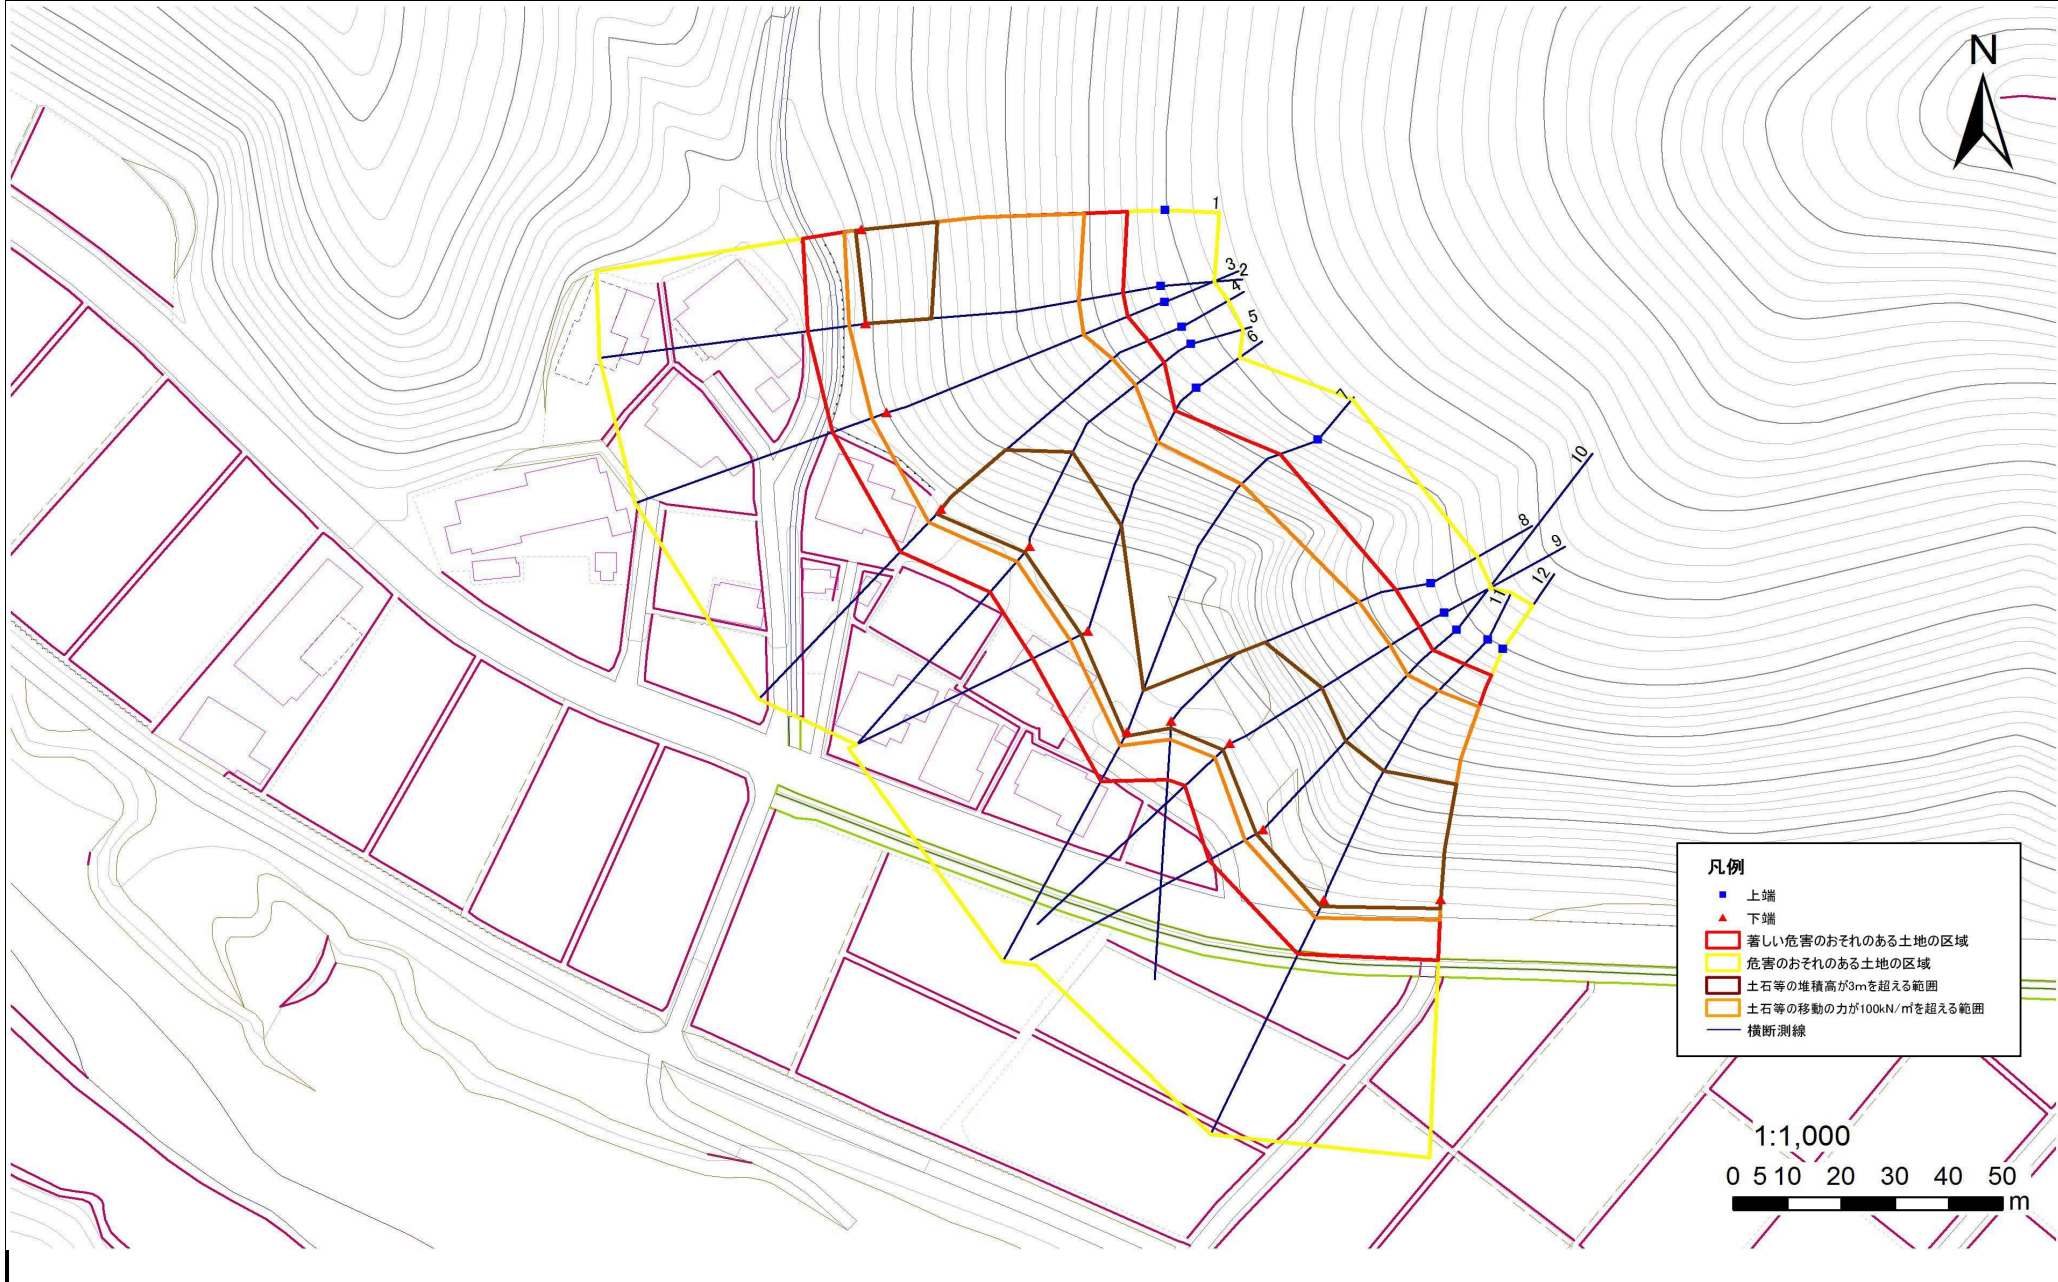 N
1
3
2
4
5
6
7
10
8
9
12
11
凡例
上端
下端
著しい危害のおそれのある土地の区域
危害のおそれのある土地の区域
土石等の堆積高が3mを超える範囲
土石等の移動の力が100kN/㎡を超える範囲
横断測線
1:1,000
0 5 10 20 30 40 50
m